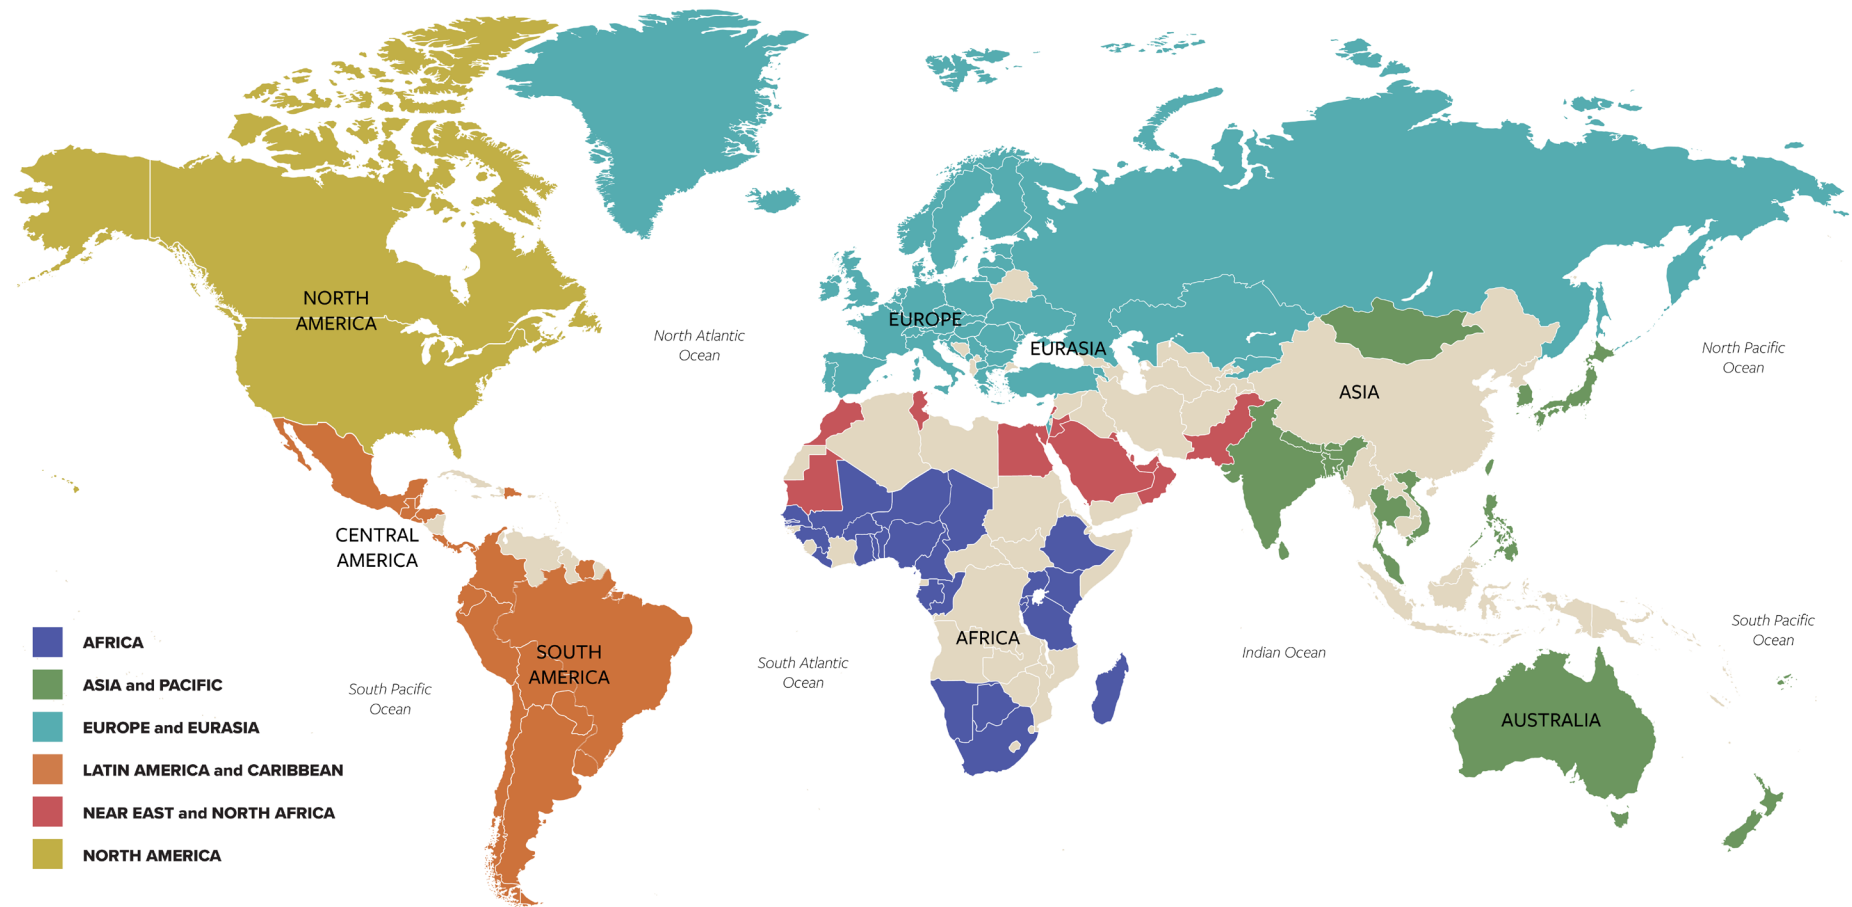 NORTH
AMERICA
North Atlantic
Ocean
EUROPE
EURASIA
ASIA
North Pacific
Ocean
CENTRAL
AMERICA
SOUTH
AMERICA
South Pacific
Ocean
South Atlantic
Ocean
AFRICA
Indian Ocean
South Pacific
Ocean
AUSTRALIA
AFRICA
ASIA and PACIFIC
EUROPE and EURASIA
LATIN AMERICA and CARIBBEAN
NEAR EAST and NORTH AFRICA
NORTH AMERICA